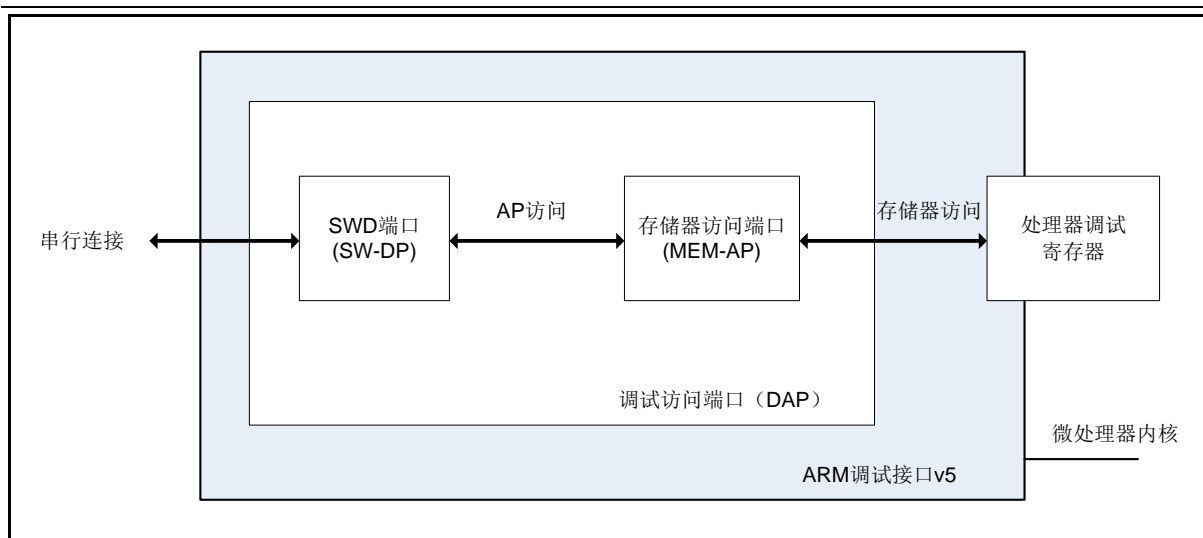 串行连接
SWD端口
(SW-DP)
AP访问
存储器访问端口
(MEM-AP)
存储器访问
处理器调试
寄存器
调试访问端口（DAP）
微处理器内核
ARM调试接口v5